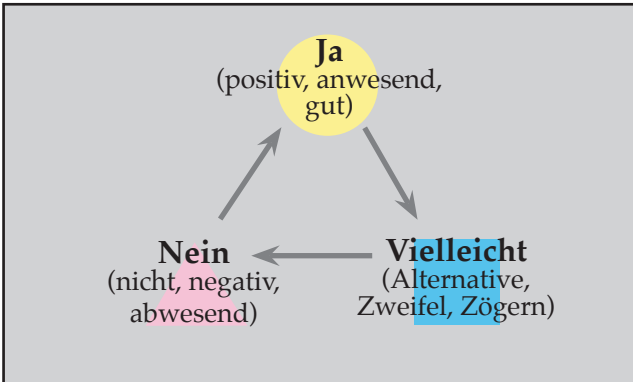 Ja
(positiv, anwesend,
gut)
Nein
(nicht, negativ,
abwesend)
Vielleicht
(Alternative,
Zweifel, Zögern)